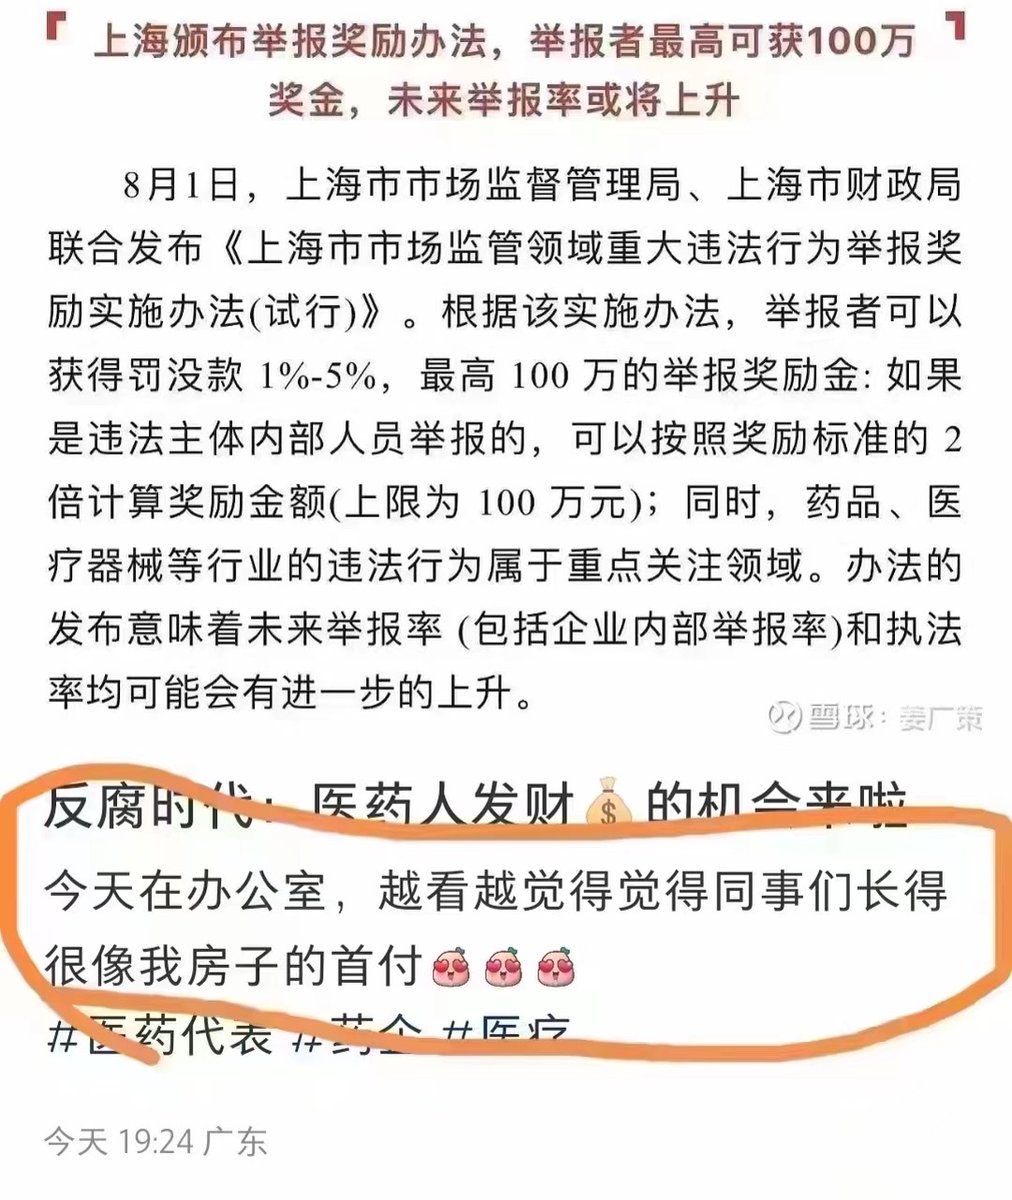 上海颁布举报奖励办法，举报者最高可获100万
奖金，未来举报率或将上升
8月1日，上海市市场监督管理局、上海市财政局
联合发布《上海市市场监管领域重大违法行为举报奖
励实施办法(试行)》。根据该实施办法，举报者可以
获得罚没款 1%-5%，最高 100 万的举报奖励金: 如果
是违法主体内部人员举报的，可以按照奖励标准的 2
倍计算奖励金额(上限为 100 万元)；同时，药品、医
疗器械等行业的违法行为属于重点关注领域。办法的
发布意味着未来举报率 (包括企业内部举报率)和执法
率均可能会有进一步的上升。
雪球：姜广策
反腐时代：医药人发财💰的机会来啦
今天在办公室，越看越觉得觉得同事们长得
很像我房子的首付
#医药代表 #药企 #医疗
今天 19:24 广东